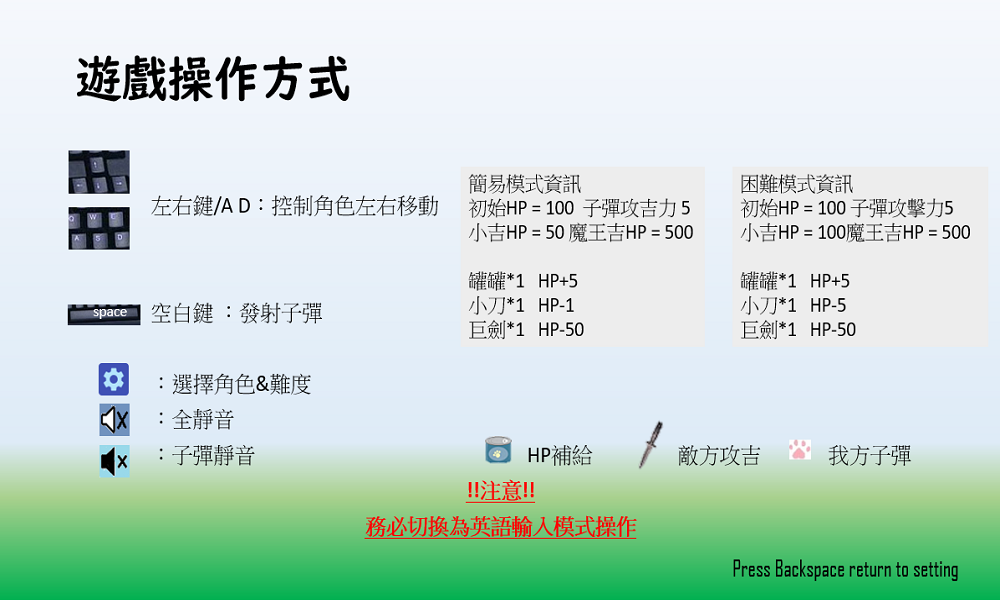 遊戲操作方式
左右鍵/A D：控制角色左右移動
Q W E
A S D
space
空白鍵 ：發射子彈
：選擇角色&難度
：全靜音
：子彈靜音
簡易模式資訊
初始HP = 100 子彈攻吉力 5
小吉HP = 50 魔王吉HP = 500
罐罐*1 HP+5
小刀*1 HP-1
巨劍*1 HP-50
困難模式資訊
初始HP = 100 子彈攻擊力5
小吉HP = 100魔王吉HP = 500
罐罐*1 HP+5
小刀*1 HP-5
巨劍*1 HP-50
HP補給
敵方攻吉
我方子彈
!!注意!!
務必切換為英語輸入模式操作
Press Backspace return to setting